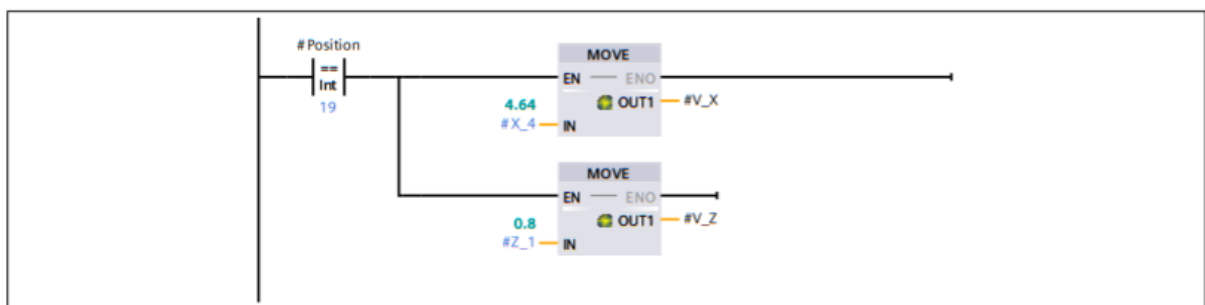 #Position
==
Int
19
MOVE
EN ENO
4.64
OUT1 #V_X
#X_4 IN
MOVE
EN ENO
0.8
OUT1 #V_Z
#Z_1 IN